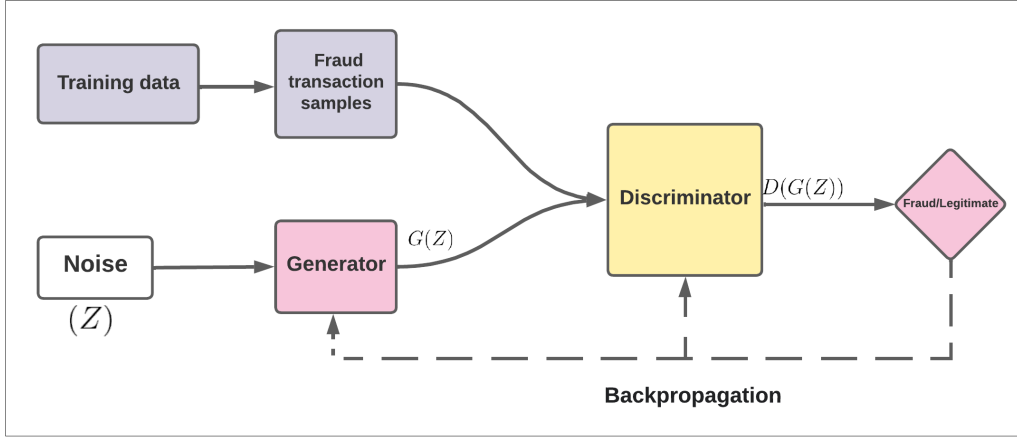 Training data
Fraud
transaction
samples
Noise
(Z)
Generator
G(Z)
Discriminator
D(G(Z))
Fraud/Legitimate
Backpropagation